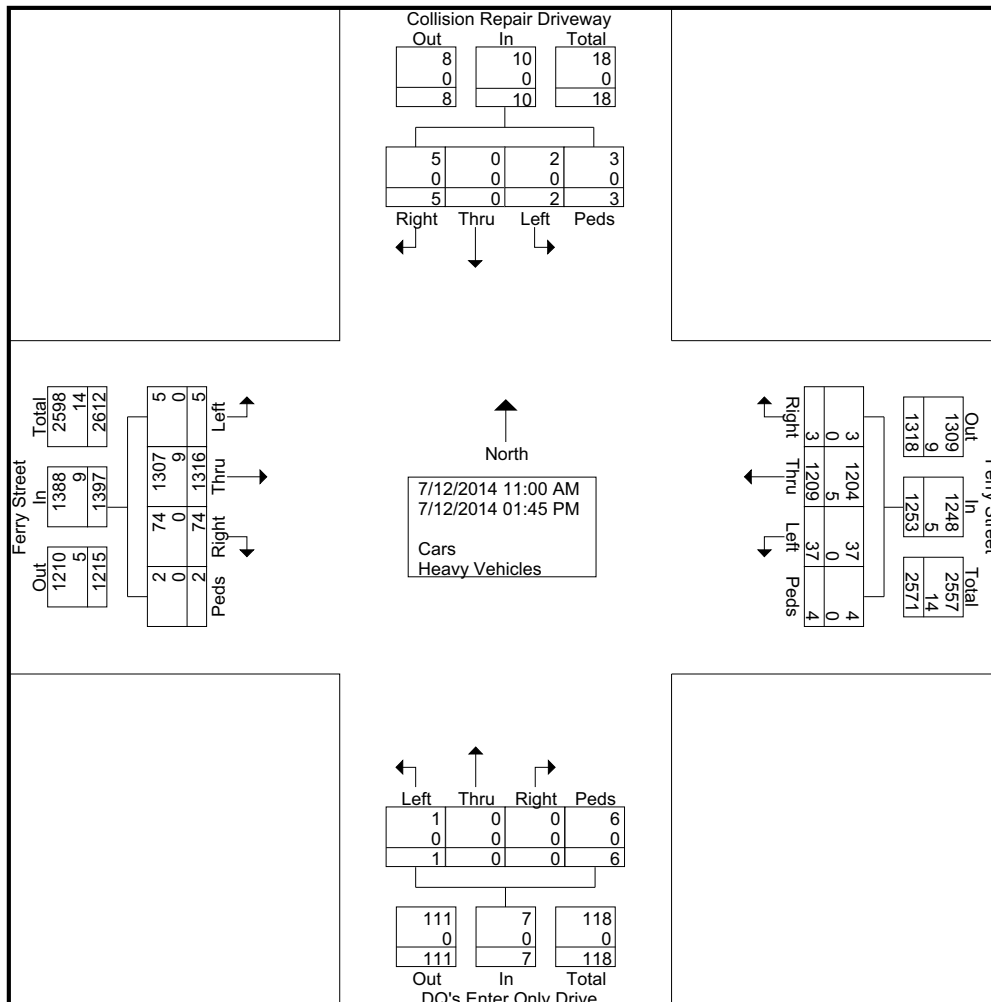 Collision Repair Driveway
Out In Total
8 10 18
0 0 0
8 10 18
5 0 2 3
0 0 0 0
5 0 2 3
Right Thru Left Peds
Ferry Street
Total In Out
2598 1388 1210
14 9 5
2612 1397 1215
5 1307 74 2
0 9 0 0
5 1316 74 2
Left Thru Right Peds
North
7/12/2014 11:00 AM
7/12/2014 01:45 PM
Cars
Heavy Vehicles
Right Thru Left Peds
3 1209 37 4
0 5 0 0
3 1204 37 4
Out In Total
1309 1248 2557
9 5 14
1318 1253 2571
Ferry Street
Left Thru Right Peds
1 0 0 6
0 0 0 0
1 0 0 6
111 7 118
0 0 0
111 7 118
Out In Total
DQ's Enter Only Drive